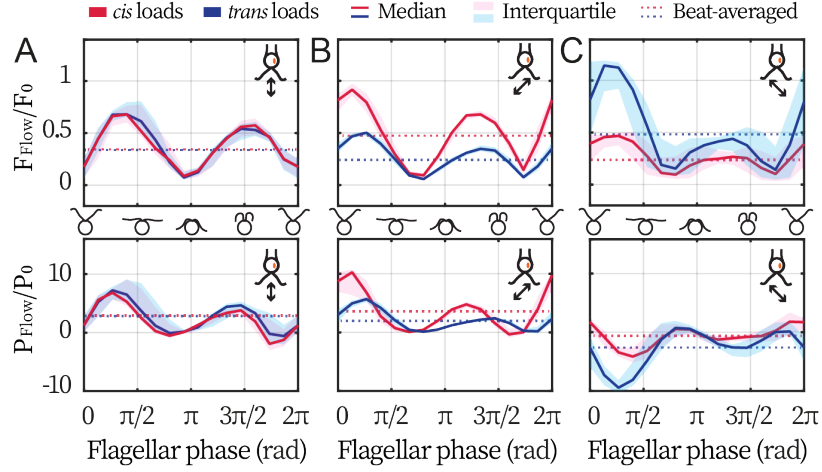 cis loads trans loads Median Interquartile Beat-averaged
A B C
F_Flow/F_0
1
0.5
0
P_Flow/P_0
10
0
-10
0 π/2 π 3π/2 2π 0 π/2 π 3π/2 2π 0 π/2 π 3π/2 2π
Flagellar phase (rad) Flagellar phase (rad) Flagellar phase (rad)